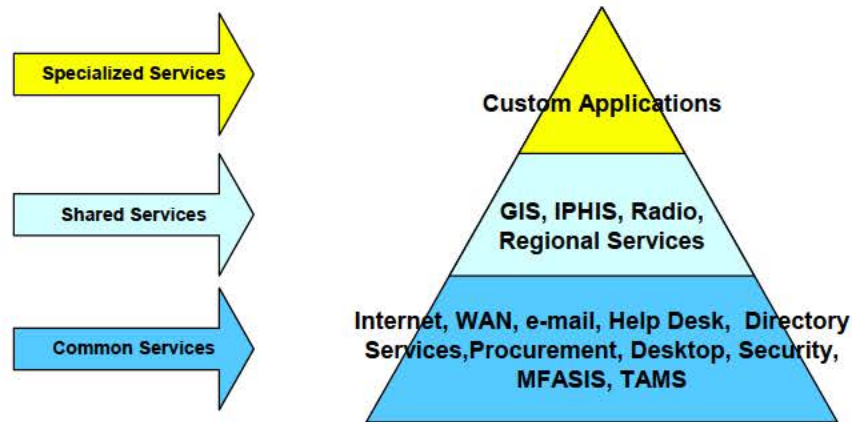 Specialized Services
Custom Applications
Shared Services
GIS, IPHIS, Radio,
Regional Services
Common Services
Internet, WAN, e-mail, Help Desk, Directory
Services,Procurement, Desktop, Security,
MFASIS, TAMS